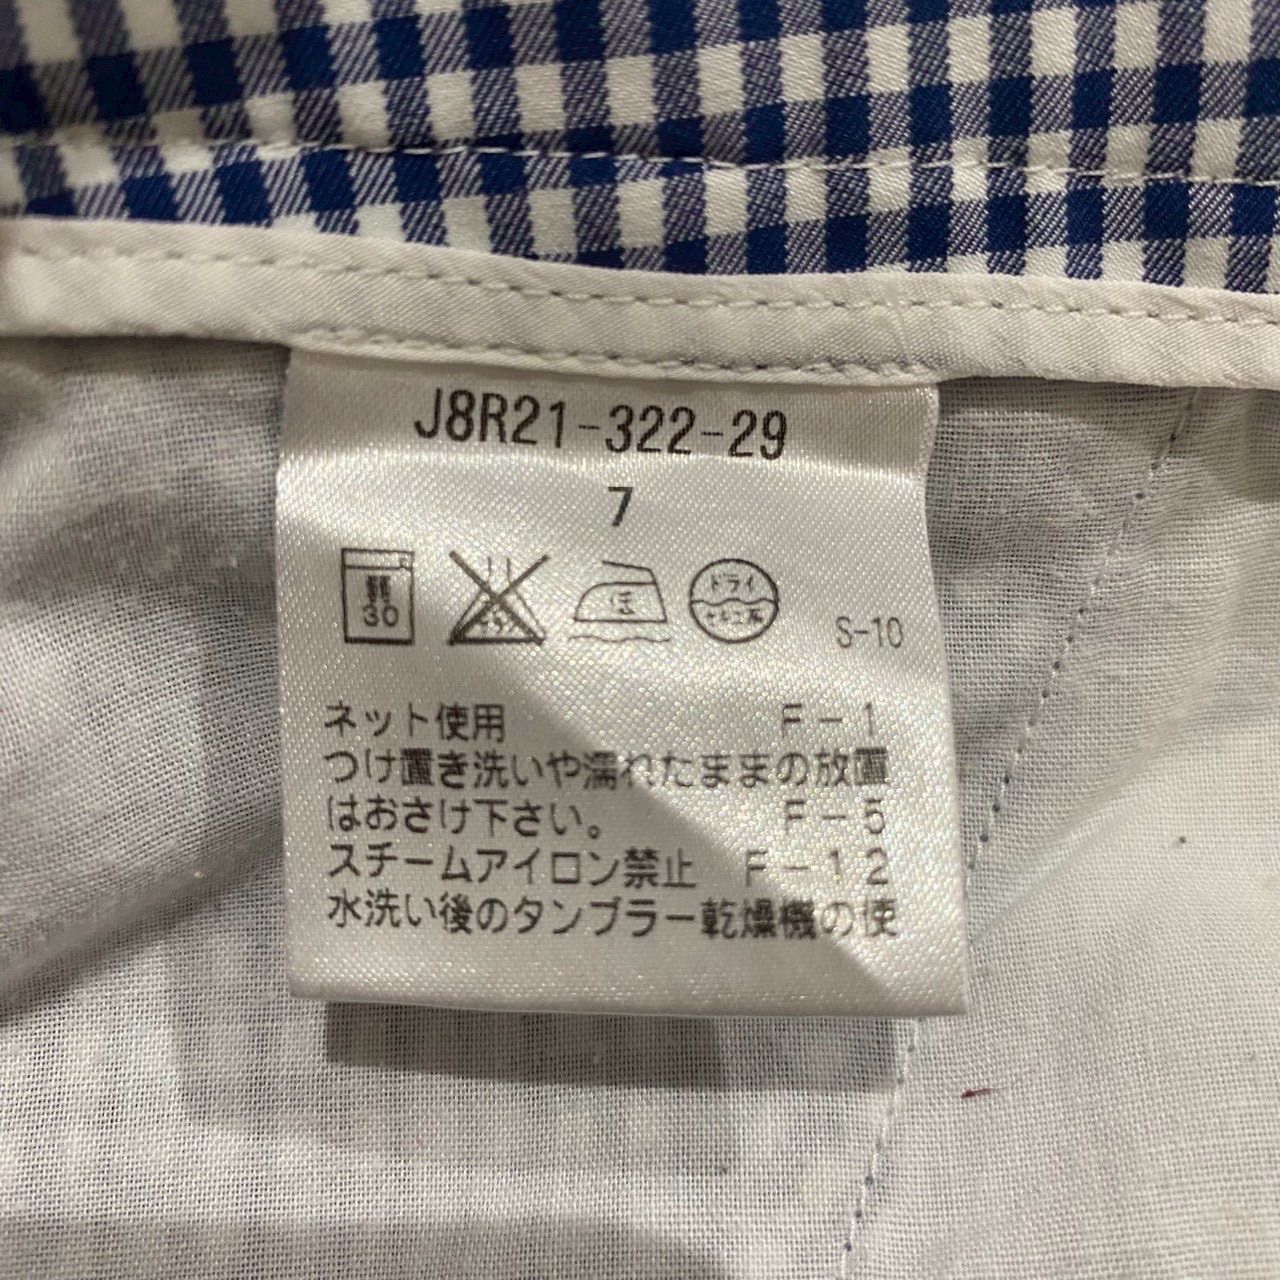 J8R21-322-29
7
30
ほ
ドライ
S-10
ネット使用 F-1
つけ置き洗いや濡れたままの放置
はおさけ下さい。 F-5
スチームアイロン禁止 F-12
水洗い後のタンブラー乾燥機の使